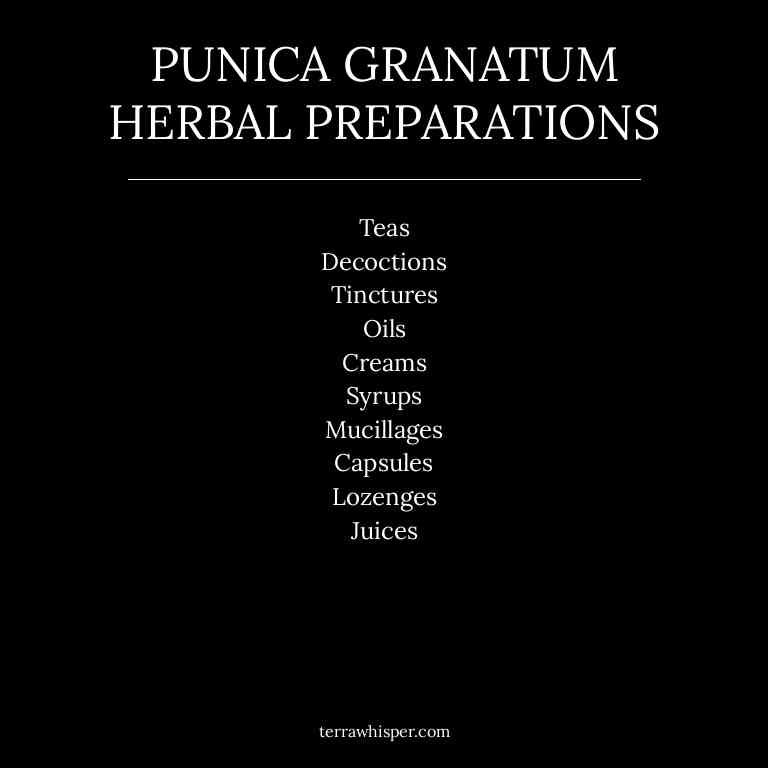 PUNICA GRANATUM
HERBAL PREPARATIONS
Teas
Decoctions
Tinctures
Oils
Creams
Syrups
Mucillages
Capsules
Lozenges
Juices
terrawhisper.com